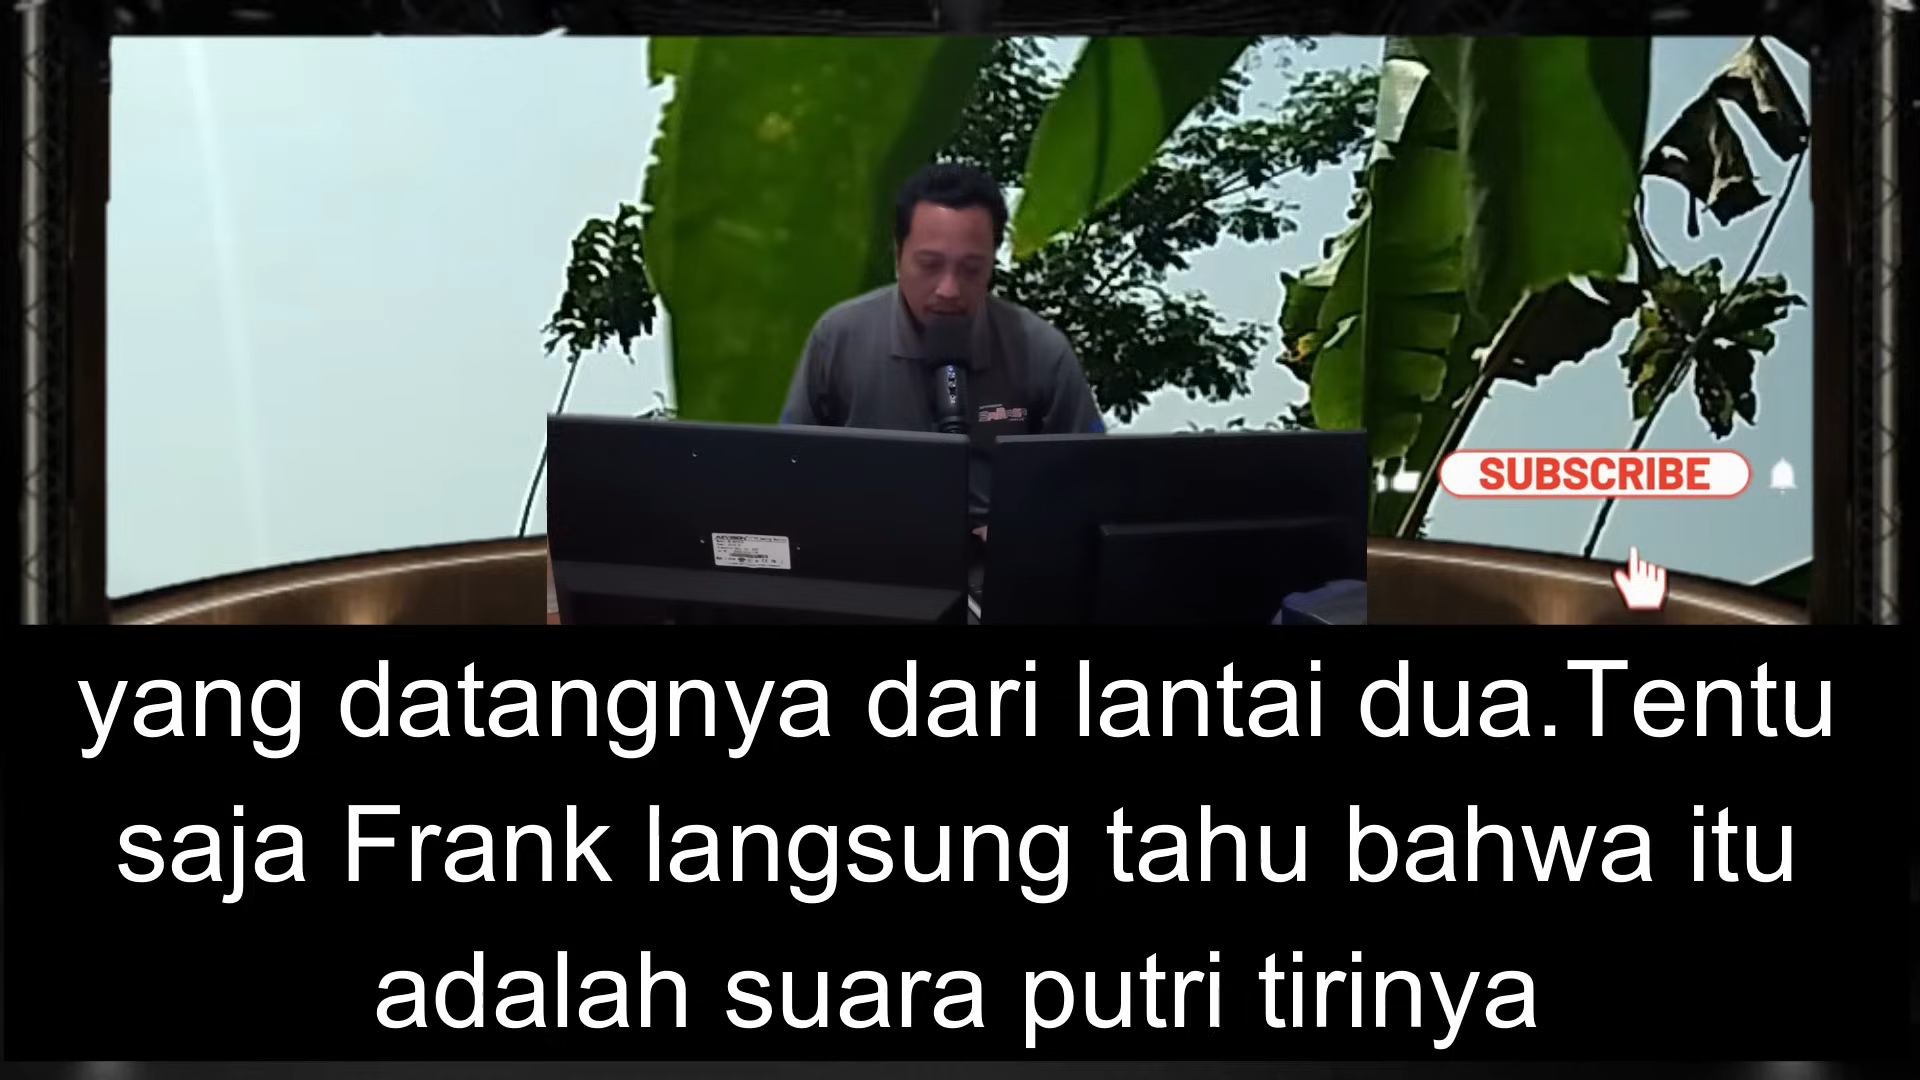 SUBSCRIBE
yang datangnya dari lantai dua.Tentu
saja Frank langsung tahu bahwa itu
adalah suara putri tirinya